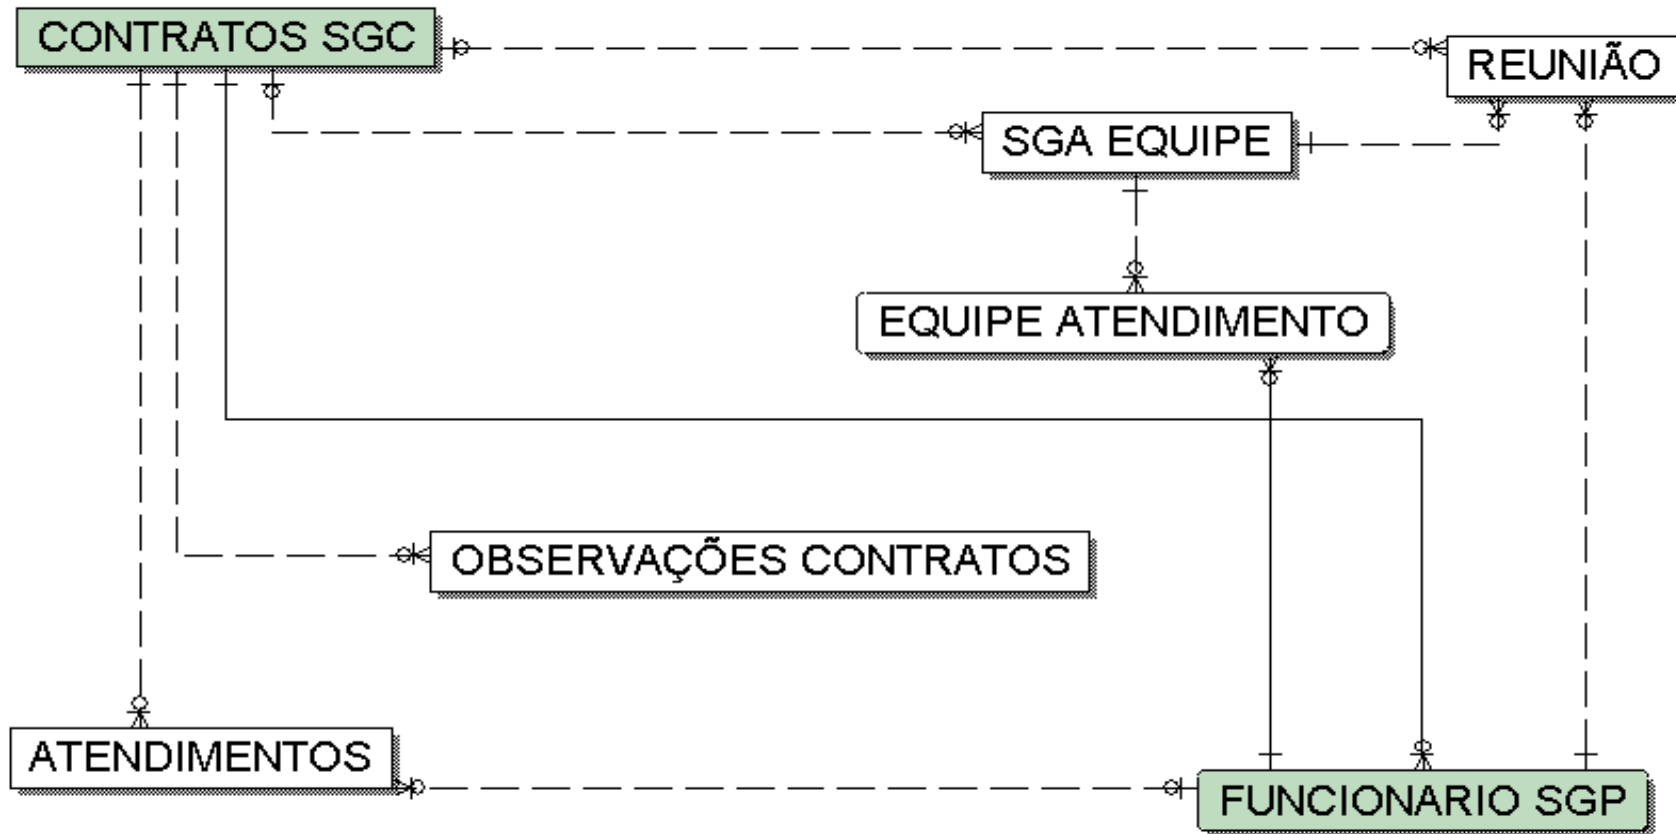 CONTRATOS SGC
REUNIÃO
SGA EQUIPE
EQUIPE ATENDIMENTO
OBSERVAÇÕES CONTRATOS
ATENDIMENTOS
FUNCIONARIO SGP